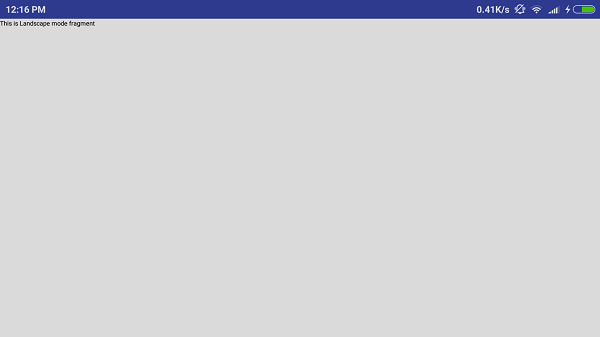 12:16 PM 0.41K/s
This is Landscape mode fragment